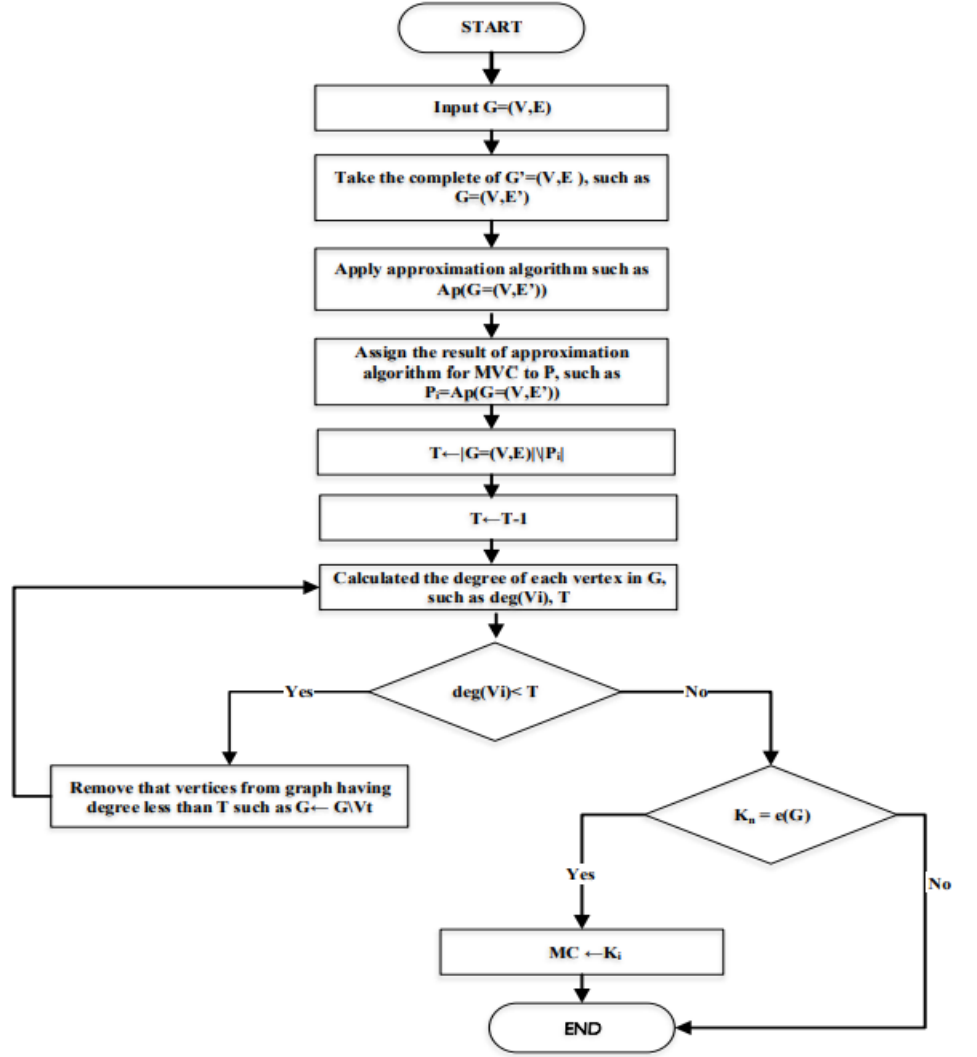 START
Input G=(V,E)
Take the complete of G’=(V,E ), such as
G=(V,E’)
Apply approximation algorithm such as
Ap(G=(V,E’))
Assign the result of approximation
algorithm for MVC to P, such as
Pᵢ=Ap(G=(V,E’))
T←|G=(V,E)|\|Pᵢ|
T←T-1
Calculated the degree of each vertex in G,
such as deg(Vi), T
deg(Vi)< T
Yes
No
Remove that vertices from graph having
degree less than T such as G← G\Vt
Kₙ = e(G)
Yes
No
MC ←Kᵢ
END